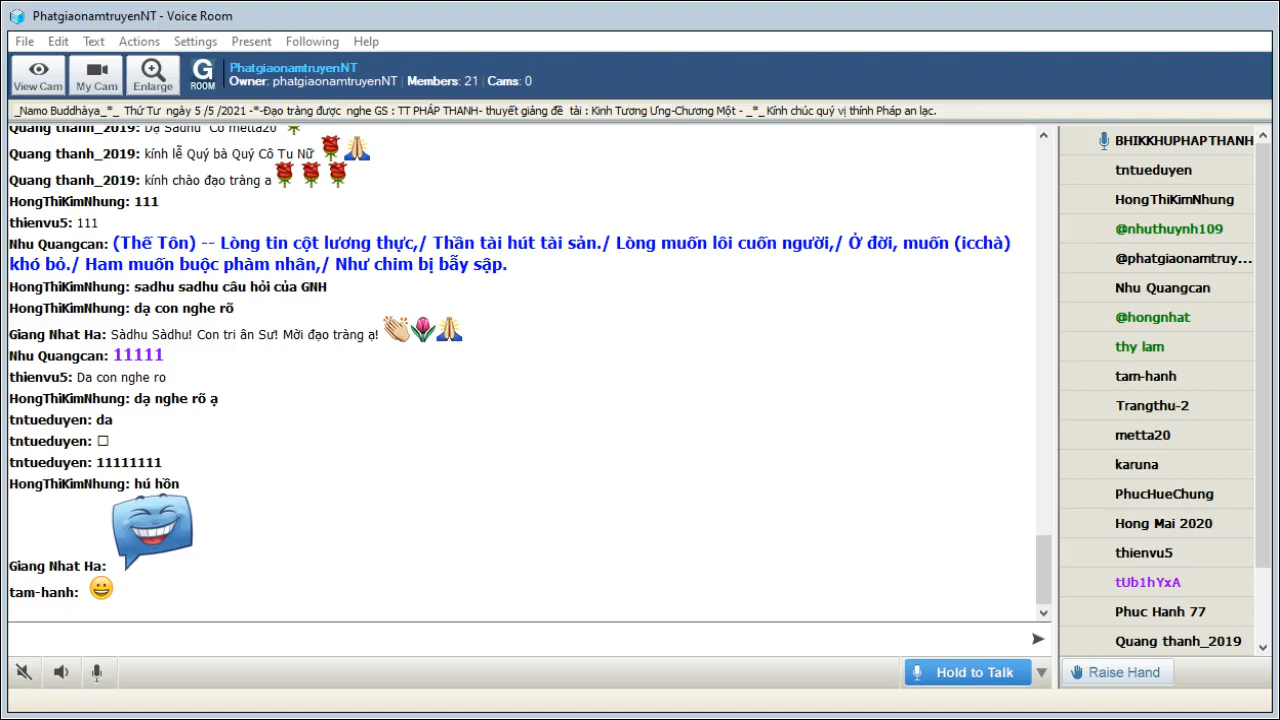 PhatgiaonamtruyenNT - Voice Room
File Edit Text Actions Settings Present Following Help
View Cam
My Cam
Enlarge
G ROOM
PhatgiaonamtruyenNT
Owner: phatgiaonamtruyenNT | Members: 21 | Cams: 0
_Namo Buddhàya_*_ Thứ Tư ngày 5 /5 /2021 -*-Đạo tràng được nghe GS : TT PHÁP THANH- thuyết giảng đề tài : Kinh Tương Ưng-Chương Một - _*_ Kính chúc quý vị thính Pháp an lạc.
Quang thanh_2019: Dạ Sadhu Cô metta20
Quang thanh_2019: kính lễ Quý bà Quý Cô Tu Nữ
Quang thanh_2019: kính chào đạo tràng a
HongThiKimNhung: 111
thienvu5: 111
Nhu Quangcan: (Thế Tôn) -- Lòng tin cột lương thực,/ Thần tài hút tài sản./ Lòng muốn lôi cuốn người,/ Ở đời, muốn (icchà)
khó bỏ./ Ham muốn buộc phàm nhân,/ Như chim bị bẫy sập.
HongThiKimNhung: sadhu sadhu câu hỏi của GNH
HongThiKimNhung: dạ con nghe rõ
Giang Nhat Ha: Sàdhu Sàdhu! Con tri ân Sư! Mời đạo tràng ạ!
Nhu Quangcan: 11111
thienvu5: Da con nghe ro
HongThiKimNhung: dạ nghe rõ ạ
tntueduyen: da
tntueduyen: □
tntueduyen: 11111111
HongThiKimNhung: hú hồn
Giang Nhat Ha:
tam-hanh:
Hold to Talk
BHIKKHUPHAPTHANH
tntueduyen
HongThiKimNhung
@nhuthuynh109
@phatgiaonamtruy...
Nhu Quangcan
@hongnhat
thy lam
tam-hanh
Trangthu-2
metta20
karuna
PhucHueChung
Hong Mai 2020
thienvu5
tUb1hYxA
Phuc Hanh 77
Quang thanh_2019
Raise Hand